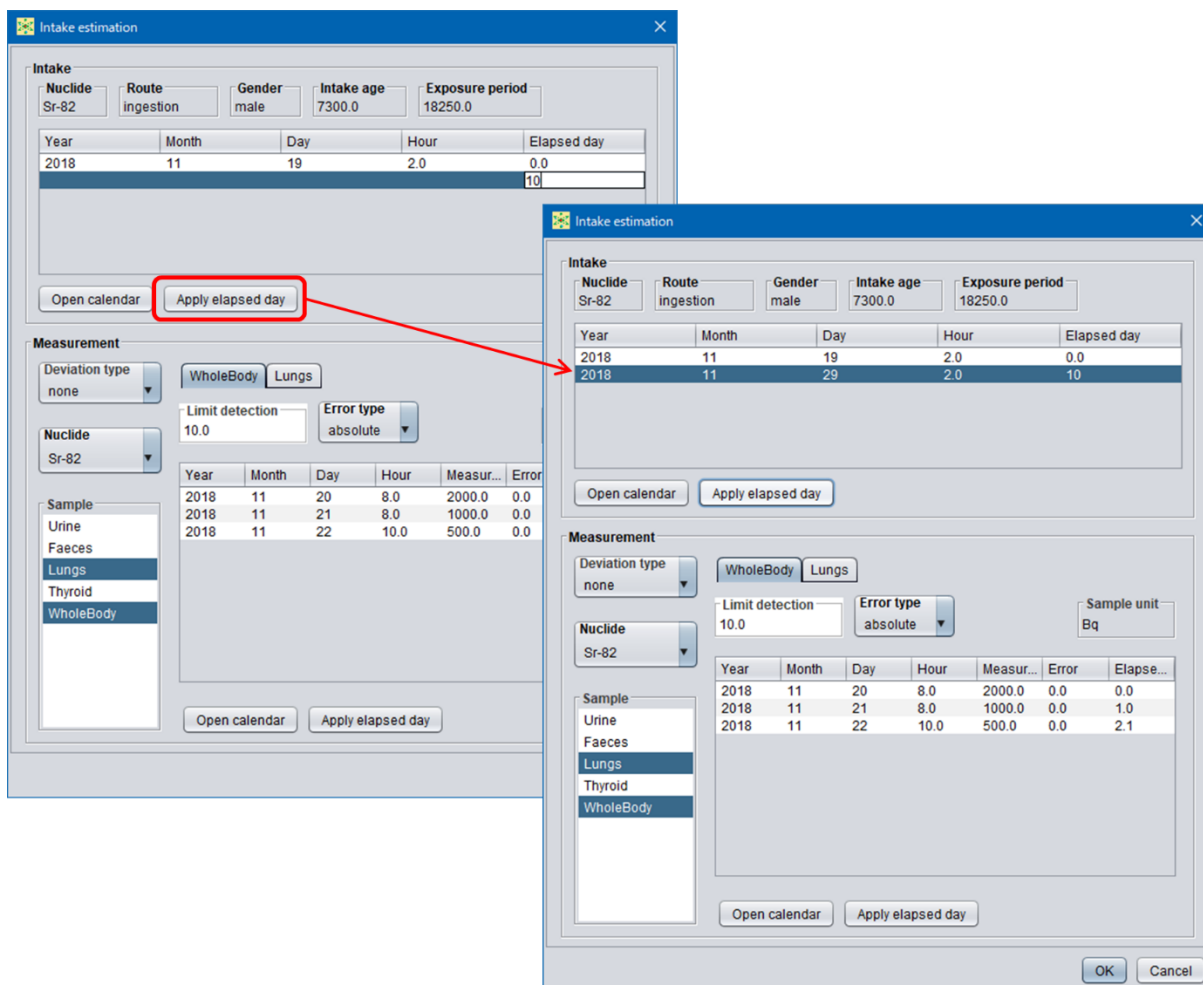 Intake estimation
Intake
Nuclide Route Gender Intake age Exposure period
Sr-82 ingestion male 7300.0 18250.0
Year Month Day Hour Elapsed day
2018 11 19 2.0 0.0
10
Open calendar Apply elapsed day
Measurement
Deviation type
none
WholeBody Lungs
Limit detection Error type
10.0 absolute
Nuclide
Sr-82
Year Month Day Hour Measur... Error
2018 11 20 8.0 2000.0 0.0
2018 11 21 8.0 1000.0 0.0
2018 11 22 10.0 500.0 0.0
Sample
Urine
Faeces
Lungs
Thyroid
WholeBody
Open calendar Apply elapsed day
Intake estimation
Intake
Nuclide Route Gender Intake age Exposure period
Sr-82 ingestion male 7300.0 18250.0
Year Month Day Hour Elapsed day
2018 11 19 2.0 0.0
2018 11 29 2.0 10
Open calendar Apply elapsed day
Measurement
Deviation type
none
WholeBody Lungs
Limit detection Error type Sample unit
10.0 absolute Bq
Nuclide
Sr-82
Year Month Day Hour Measur... Error Elapse...
2018 11 20 8.0 2000.0 0.0 0.0
2018 11 21 8.0 1000.0 0.0 1.0
2018 11 22 10.0 500.0 0.0 2.1
Sample
Urine
Faeces
Lungs
Thyroid
WholeBody
Open calendar Apply elapsed day
OK Cancel